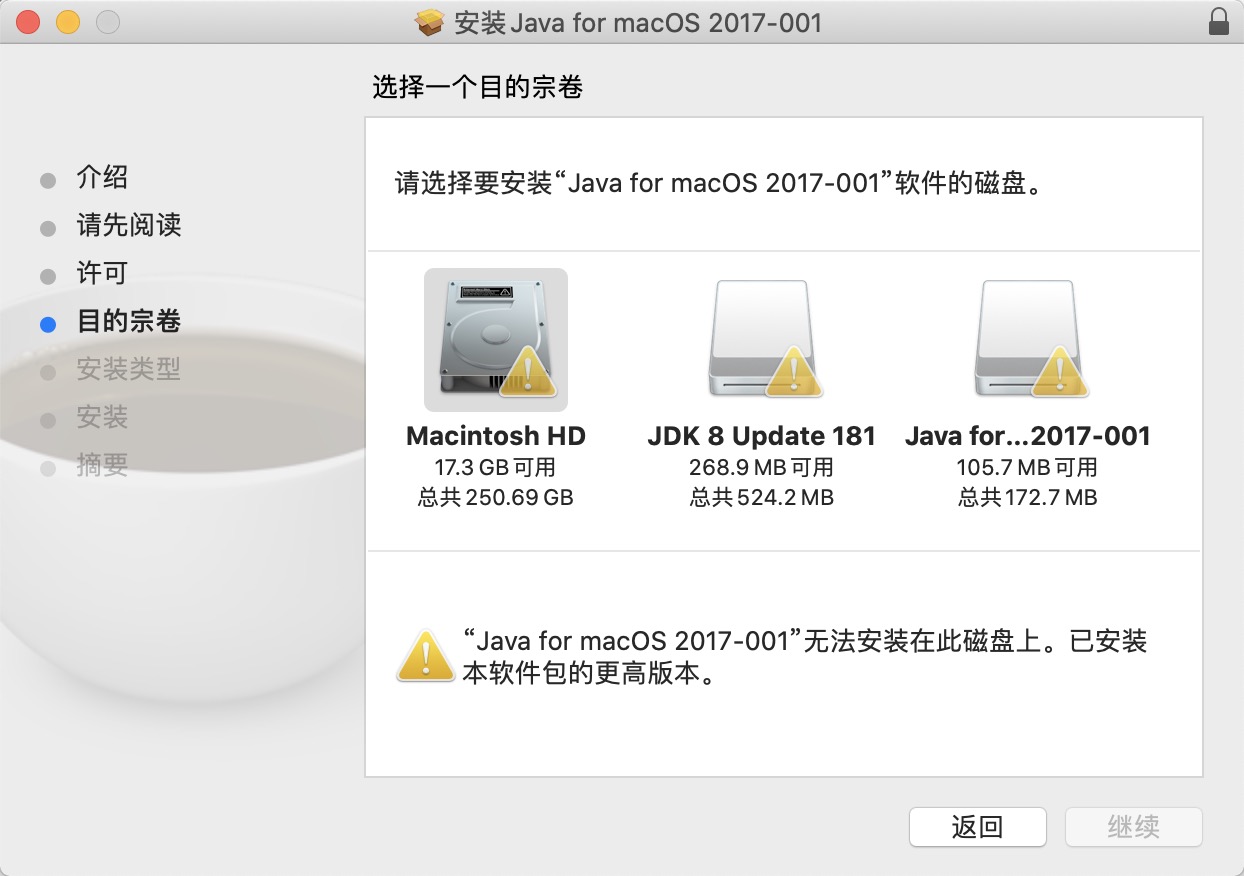 安装Java for macOS 2017-001
选择一个目的宗卷
介绍
请先阅读
许可
目的宗卷
安装类型
安装
摘要
请选择要安装“Java for macOS 2017-001”软件的磁盘。
Macintosh HD
17.3 GB 可用
总共 250.69 GB
JDK 8 Update 181
268.9 MB 可用
总共 524.2 MB
Java for...2017-001
105.7 MB 可用
总共 172.7 MB
“Java for macOS 2017-001”无法安装在此磁盘上。已安装
本软件包的更高版本。
返回
继续